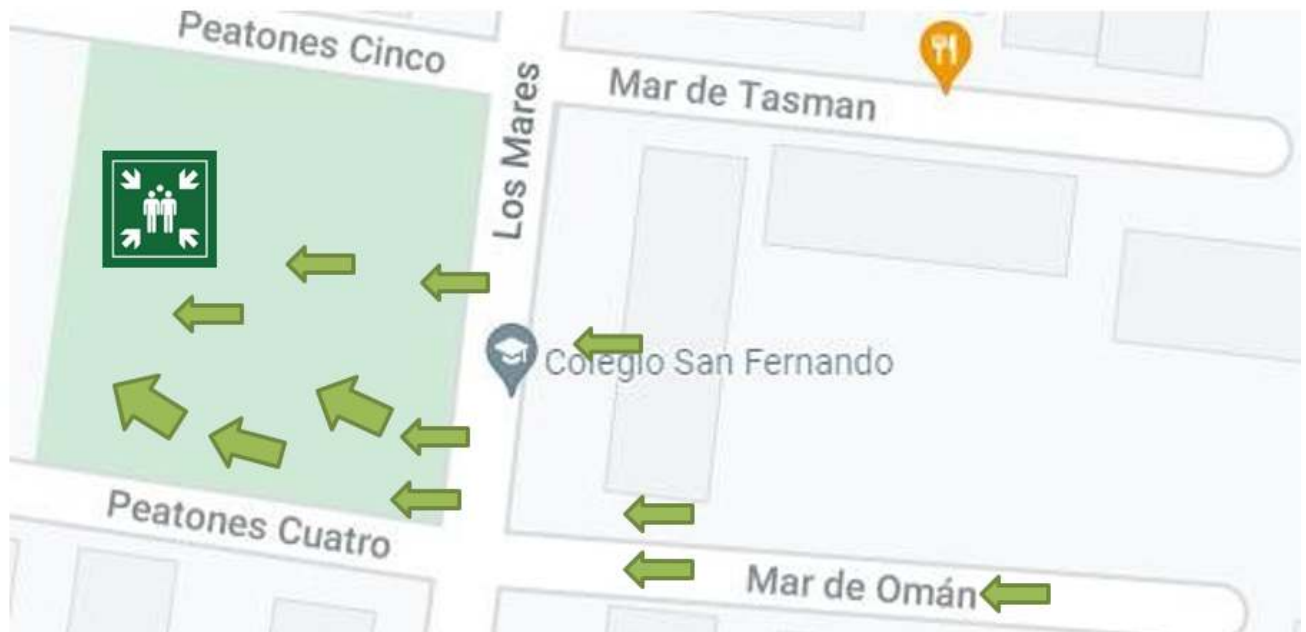 Peatones Cinco
Los Mares
Mar de Tasman
Colegio San Fernando
Peatones Cuatro
Mar de Omán